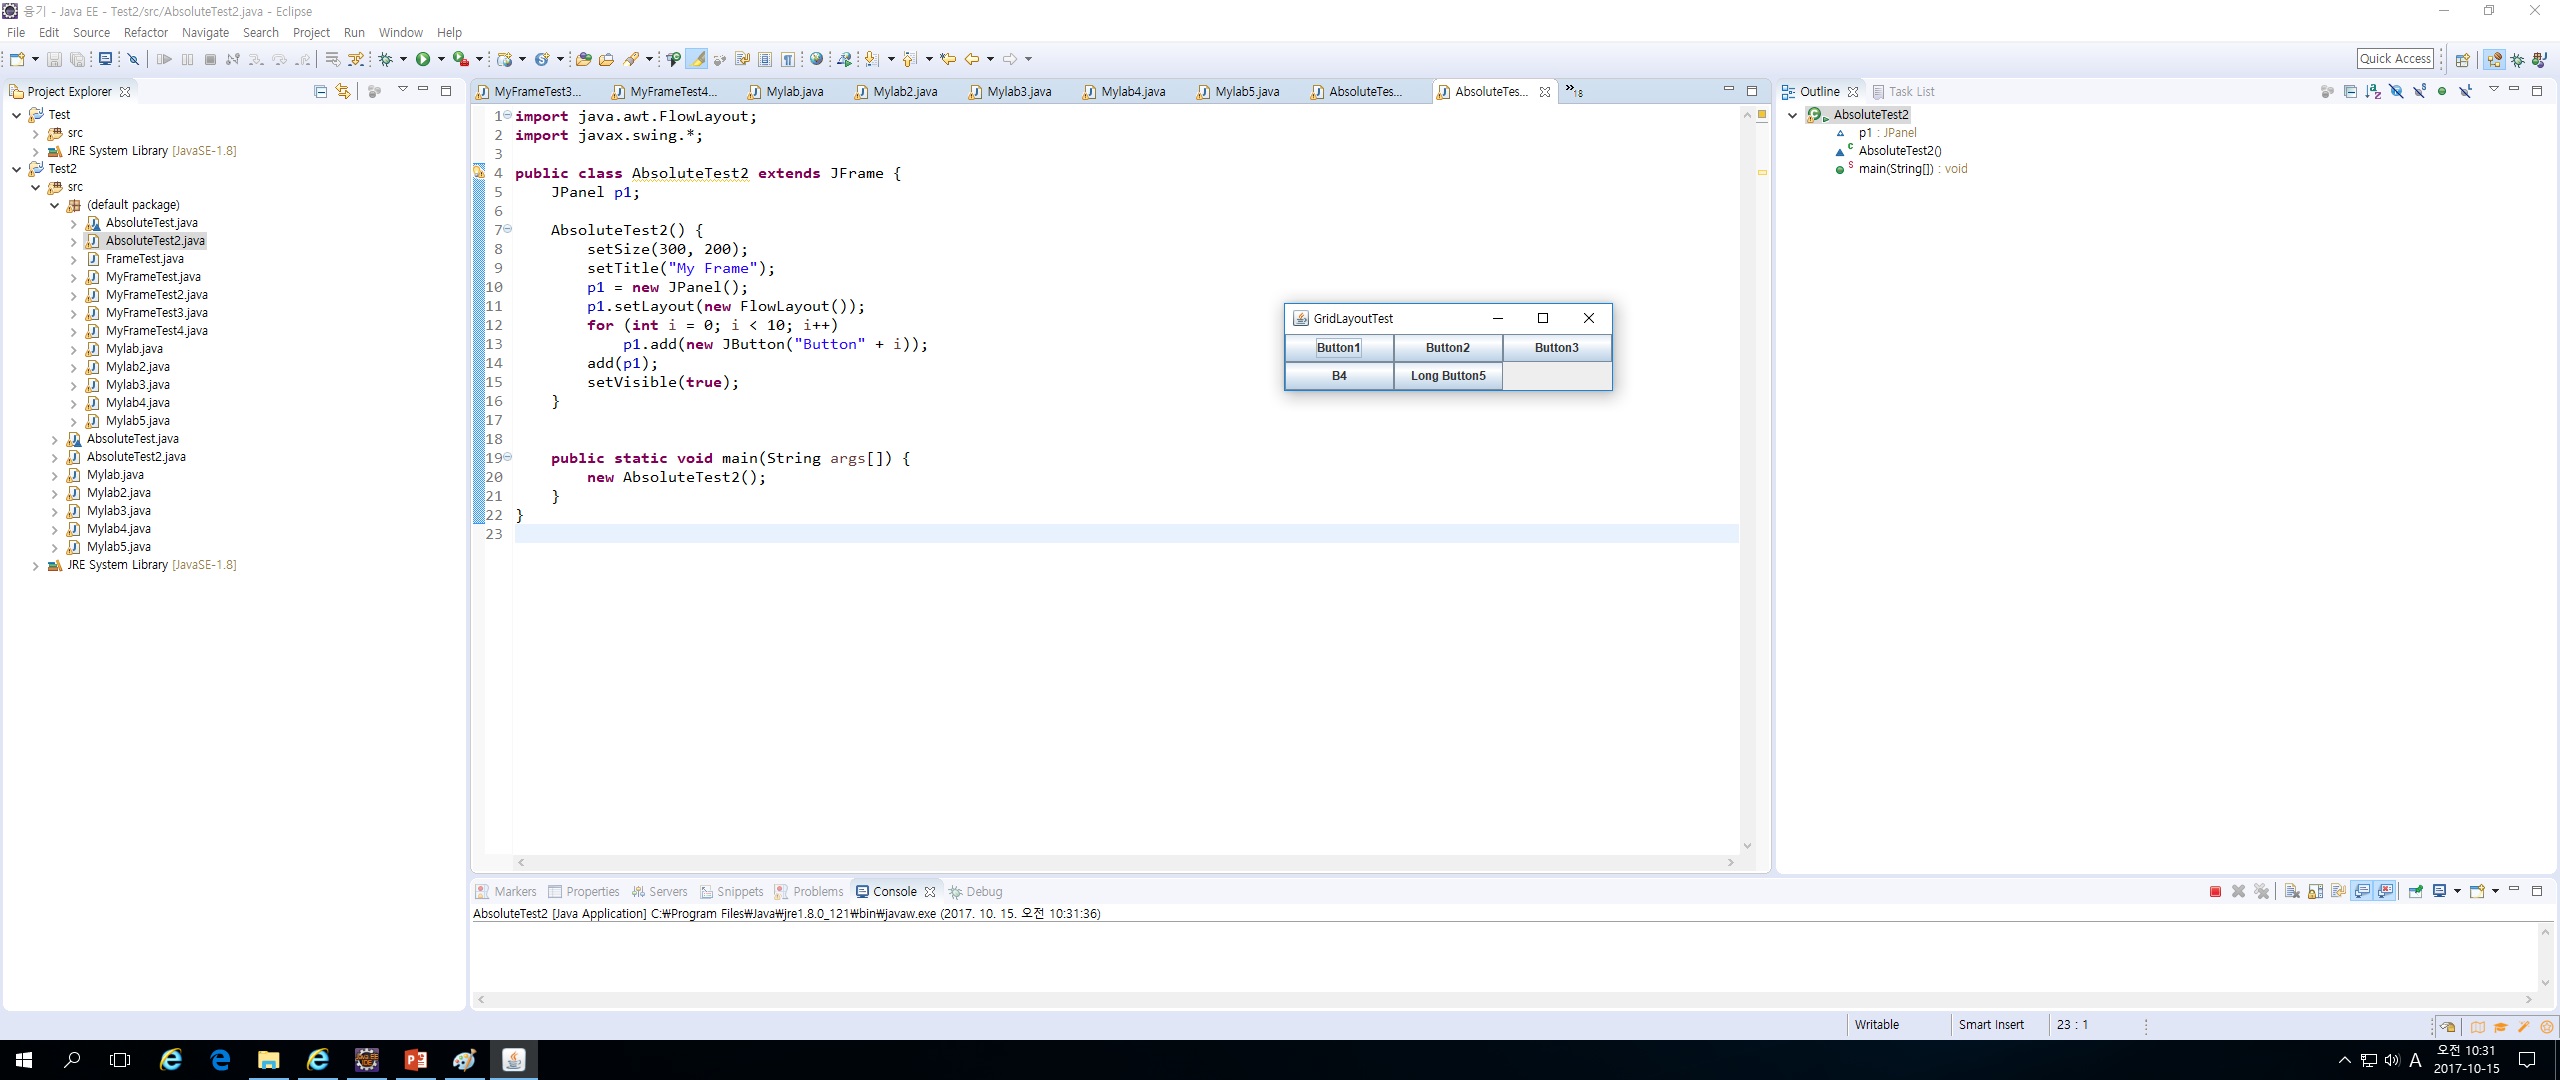 융기 - Java EE - Test2/src/AbsoluteTest2.java - Eclipse
File Edit Source Refactor Navigate Search Project Run Window Help
Quick Access
Project Explorer
Test
src
JRE System Library [JavaSE-1.8]
Test2
src
(default package)
AbsoluteTest.java
AbsoluteTest2.java
FrameTest.java
MyFrameTest.java
MyFrameTest2.java
MyFrameTest3.java
MyFrameTest4.java
Mylab.java
Mylab2.java
Mylab3.java
Mylab4.java
Mylab5.java
AbsoluteTest.java
AbsoluteTest2.java
Mylab.java
Mylab2.java
Mylab3.java
Mylab4.java
Mylab5.java
JRE System Library [JavaSE-1.8]
MyFrameTest3... MyFrameTest4... Mylab.java Mylab2.java Mylab3.java Mylab4.java Mylab5.java AbsoluteTes... AbsoluteTes... »18
1 import java.awt.FlowLayout;
2 import javax.swing.*;
3
4 public class AbsoluteTest2 extends JFrame {
5 JPanel p1;
6
7 AbsoluteTest2() {
8 setSize(300, 200);
9 setTitle("My Frame");
10 p1 = new JPanel();
11 p1.setLayout(new FlowLayout());
12 for (int i = 0; i < 10; i++)
13 p1.add(new JButton("Button" + i));
14 add(p1);
15 setVisible(true);
16 }
17
18
19 public static void main(String args[]) {
20 new AbsoluteTest2();
21 }
22 }
23
GridLayoutTest
Button1 Button2 Button3
B4 Long Button5
Outline Task List
AbsoluteTest2
p1 : JPanel
AbsoluteTest2()
main(String[]) : void
Markers Properties Servers Snippets Problems Console Debug
AbsoluteTest2 [Java Application] C:₩Program Files₩Java₩jre1.8.0_121₩bin₩javaw.exe (2017. 10. 15. 오전 10:31:36)
Writable Smart Insert 23 : 1
A 오전 10:31
2017-10-15